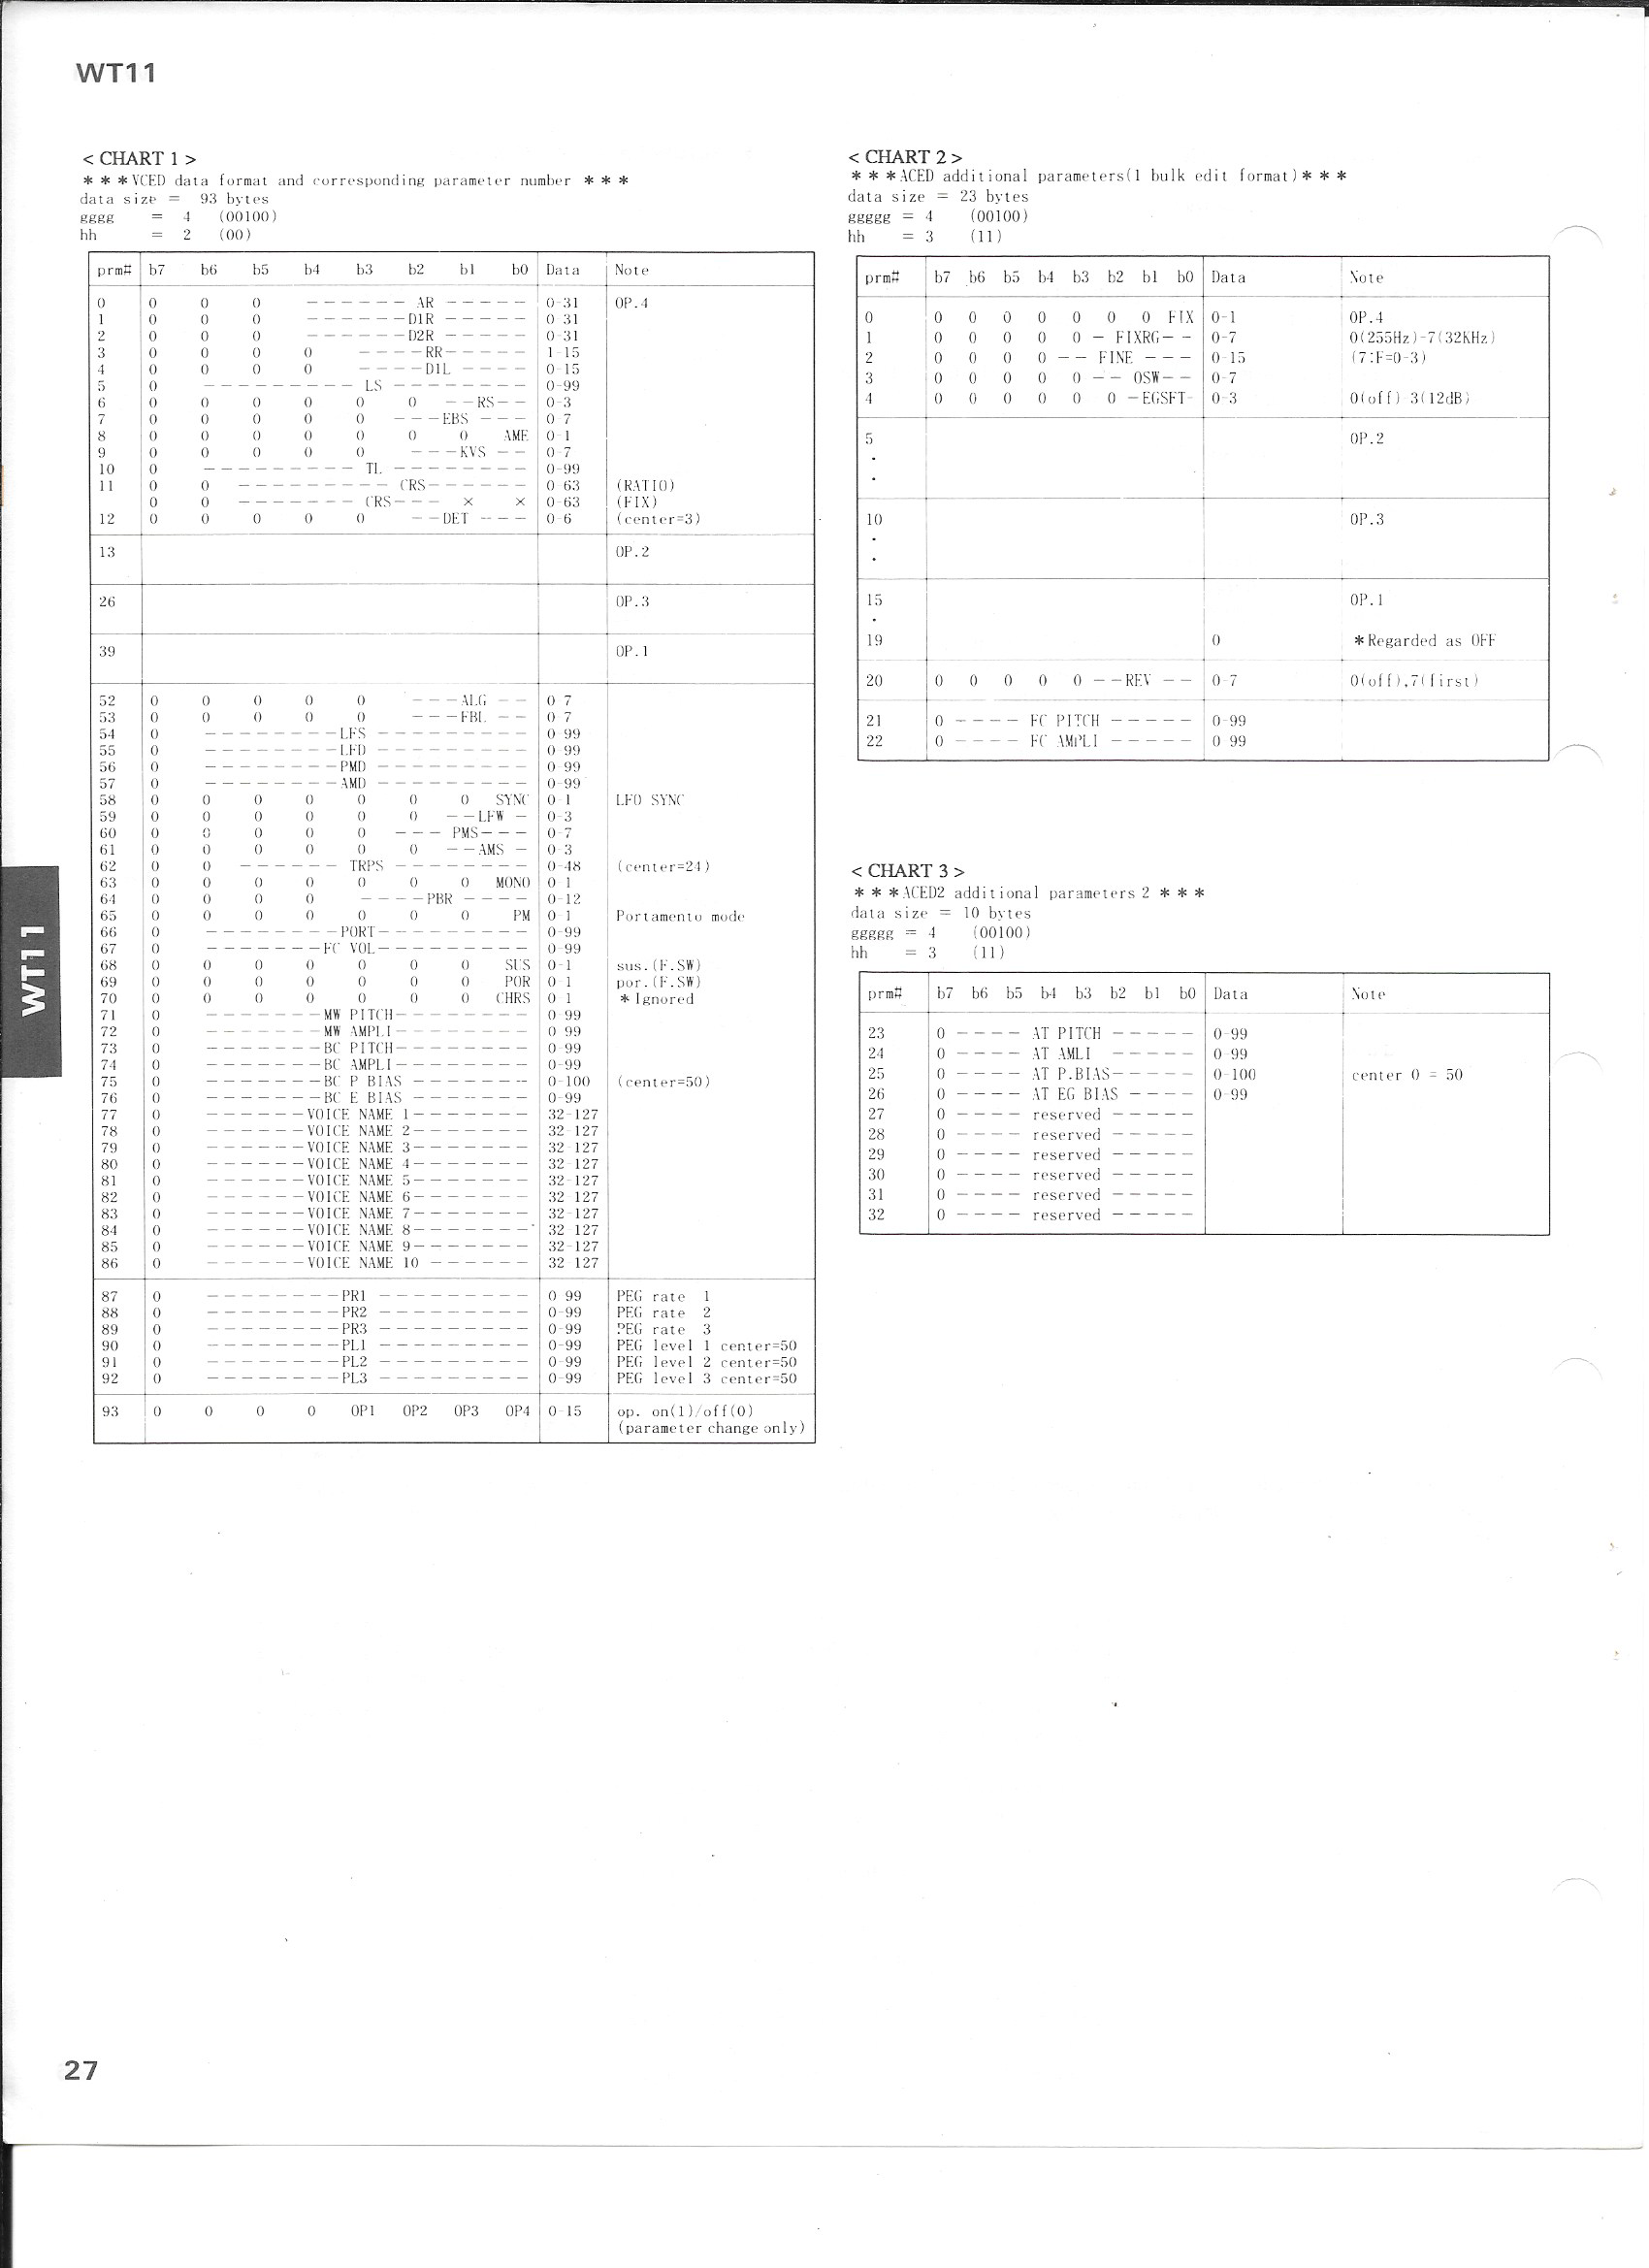 WT11
< CHART 1 >
* * * VCED data format and corresponding parameter number * * *
data size = 93 bytes
gggg = 4 (00100)
hh = 2 (00)
prm# b7 b6 b5 b4 b3 b2 b1 b0 Data Note
0 0 0 0 ------ AR ----- 0-31 OP.4
1 0 0 0 ------D1R ----- 0-31
2 0 0 0 ------D2R ----- 0-31
3 0 0 0 0 ----RR----- 1-15
4 0 0 0 0 ----D1L ---- 0-15
5 0 --------- LS -------- 0-99
6 0 0 0 0 0 0 --RS-- 0-3
7 0 0 0 0 0 ---EBS --- 0-7
8 0 0 0 0 0 0 0 AME 0-1
9 0 0 0 0 0 ---KVS -- 0-7
10 0 --------- TL -------- 0-99
11 0 0 --------- CRS------ 0-63 (RATIO)
0 0 ------- CRS--- × × 0-63 (FIX)
12 0 0 0 0 0 --DET --- 0-6 (center=3)
13 OP.2
26 OP.3
39 OP.1
52 0 0 0 0 0 ---ALG -- 0-7
53 0 0 0 0 0 ---FBL -- 0-7
54 0 --------LFS --------- 0-99
55 0 --------LFD --------- 0-99
56 0 --------PMD --------- 0-99
57 0 --------AMD --------- 0-99
58 0 0 0 0 0 0 0 SYNC 0-1 LFO SYNC
59 0 0 0 0 0 0 --LFW - 0-3
60 0 0 0 0 0 --- PMS--- 0-7
61 0 0 0 0 0 0 --AMS - 0-3
62 0 0 ------ TRPS -------- 0-48 (center=24)
63 0 0 0 0 0 0 0 MONO 0-1
64 0 0 0 0 ----PBR ---- 0-12
65 0 0 0 0 0 0 0 PM 0-1 Portamento mode
66 0 --------PORT--------- 0-99
67 0 -------FC VOL--------- 0-99
68 0 0 0 0 0 0 0 SUS 0-1 sus.(F.SW)
69 0 0 0 0 0 0 0 POR 0-1 por.(F.SW)
70 0 0 0 0 0 0 0 CHRS 0-1 * Ignored
71 0 -------MW PITCH-------- 0-99
72 0 -------MW AMPLI-------- 0-99
73 0 -------BC PITCH-------- 0-99
74 0 -------BC AMPLI-------- 0-99
75 0 -------BC P BIAS ------- 0-100 (center=50)
76 0 -------BC E BIAS ------- 0-99
77 0 ------VOICE NAME 1------- 32-127
78 0 ------VOICE NAME 2------- 32-127
79 0 ------VOICE NAME 3------- 32-127
80 0 ------VOICE NAME 4------- 32-127
81 0 ------VOICE NAME 5------- 32-127
82 0 ------VOICE NAME 6------- 32-127
83 0 ------VOICE NAME 7------- 32-127
84 0 ------VOICE NAME 8------- 32-127
85 0 ------VOICE NAME 9------- 32-127
86 0 ------VOICE NAME 10 ------ 32-127
87 0 --------PR1 --------- 0-99 PEG rate 1
88 0 --------PR2 --------- 0-99 PEG rate 2
89 0 --------PR3 --------- 0-99 PEG rate 3
90 0 --------PL1 --------- 0-99 PEG level 1 center=50
91 0 --------PL2 --------- 0-99 PEG level 2 center=50
92 0 --------PL3 --------- 0-99 PEG level 3 center=50
93 0 0 0 0 OP1 OP2 OP3 OP4 0-15 op. on(1)/off(0)
(parameter change only)
< CHART 2 >
* * * ACED additional parameters(1 bulk edit format) * * *
data size = 23 bytes
ggggg = 4 (00100)
hh = 3 (11)
prm# b7 b6 b5 b4 b3 b2 b1 b0 Data Note
0 0 0 0 0 0 0 0 FIX 0-1 OP.4
1 0 0 0 0 0 - FIXRG-- 0-7 0(255Hz)-7(32KHz)
2 0 0 0 0 -- FINE --- 0-15 (7:F=0-3)
3 0 0 0 0 0 -- OSW-- 0-7
4 0 0 0 0 0 0 -EGSFT- 0-3 0(off)-3(12dB)
5 OP.2
.
.
10 OP.3
.
.
15 OP.1
.
19 0 *Regarded as OFF
20 0 0 0 0 0 --REV -- 0-7 0(off),7(first)
21 0 ---- FC PITCH ----- 0-99
22 0 ---- FC AMPLI ----- 0-99
< CHART 3 >
* * * ACED2 additional parameters 2 * * *
data size = 10 bytes
ggggg = 4 (00100)
hh = 3 (11)
prm# b7 b6 b5 b4 b3 b2 b1 b0 Data Note
23 0 ---- AT PITCH ----- 0-99
24 0 ---- AT AMLI ----- 0-99
25 0 ---- AT P.BIAS----- 0-100 center 0 = 50
26 0 ---- AT EG BIAS ---- 0-99
27 0 ---- reserved -----
28 0 ---- reserved -----
29 0 ---- reserved -----
30 0 ---- reserved -----
31 0 ---- reserved -----
32 0 ---- reserved -----
WT11
27